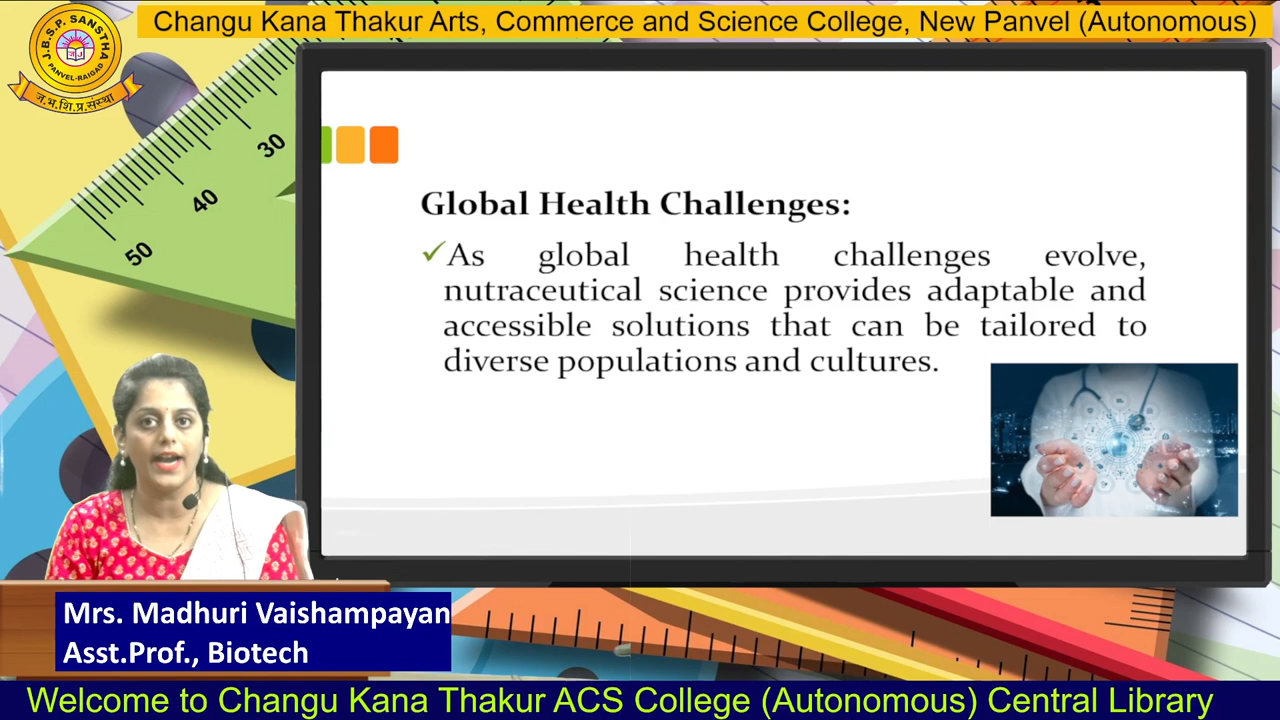 Changu Kana Thakur Arts, Commerce and Science College, New Panvel (Autonomous)
J.B.S.P. SANSTHA
PANVEL-RAIGAD
ज.भ.शि.प्र.संस्था
30
40
50
Global Health Challenges:
✓As global health challenges evolve,
nutraceutical science provides adaptable and
accessible solutions that can be tailored to
diverse populations and cultures.
Mrs. Madhuri Vaishampayan
Asst.Prof., Biotech
Welcome to Changu Kana Thakur ACS College (Autonomous) Central Library